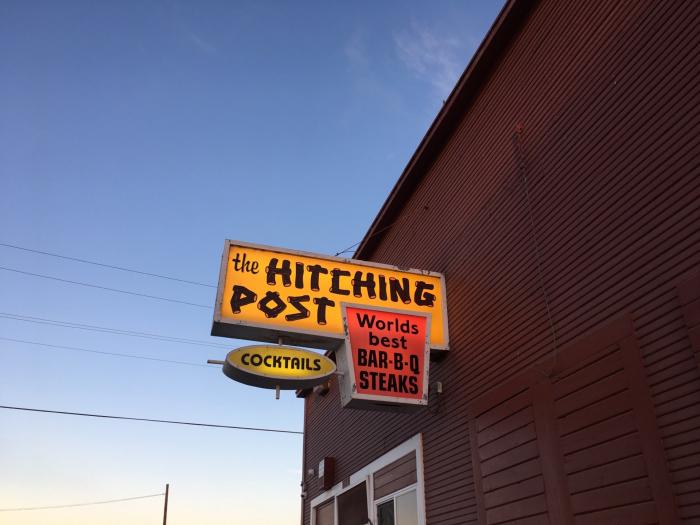 the HITCHING
POST
Worlds
best
BAR-B-Q
STEAKS
COCKTAILS